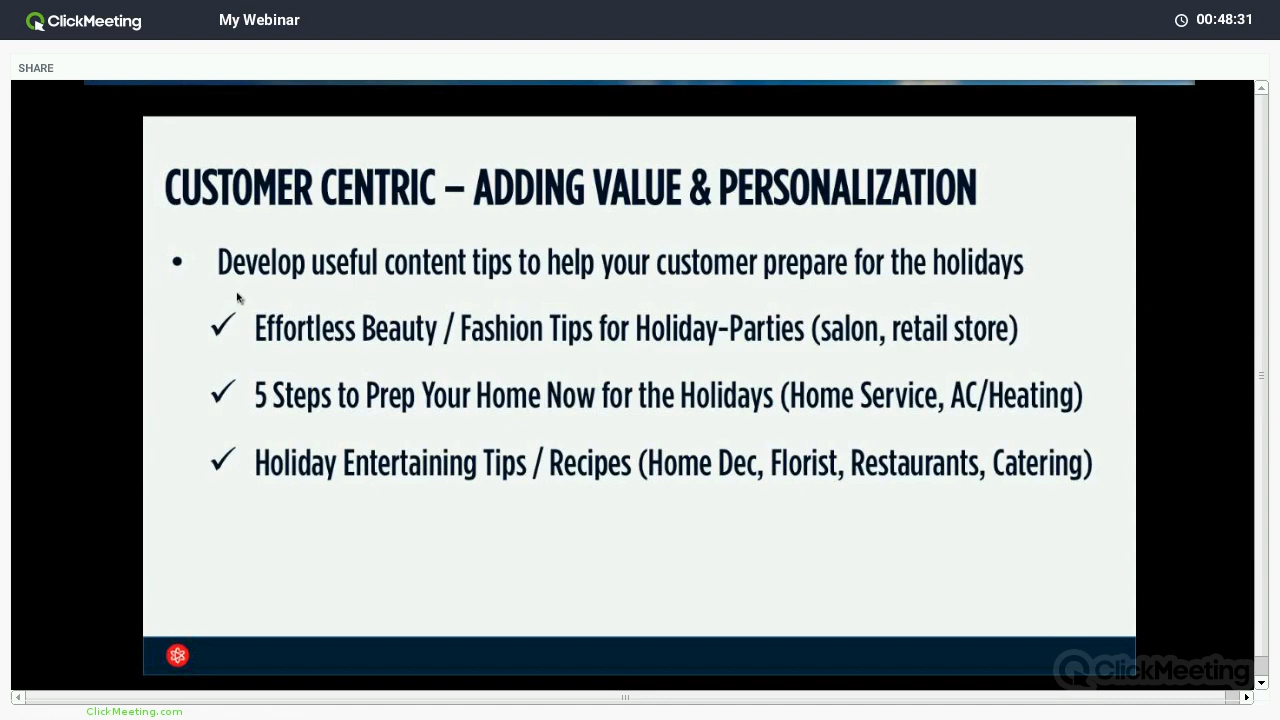 ClickMeeting
My Webinar
00:48:31
SHARE
CUSTOMER CENTRIC – ADDING VALUE & PERSONALIZATION
• Develop useful content tips to help your customer prepare for the holidays
✓ Effortless Beauty / Fashion Tips for Holiday-Parties (salon, retail store)
✓ 5 Steps to Prep Your Home Now for the Holidays (Home Service, AC/Heating)
✓ Holiday Entertaining Tips / Recipes (Home Dec, Florist, Restaurants, Catering)
ClickMeeting
ClickMeeting.com